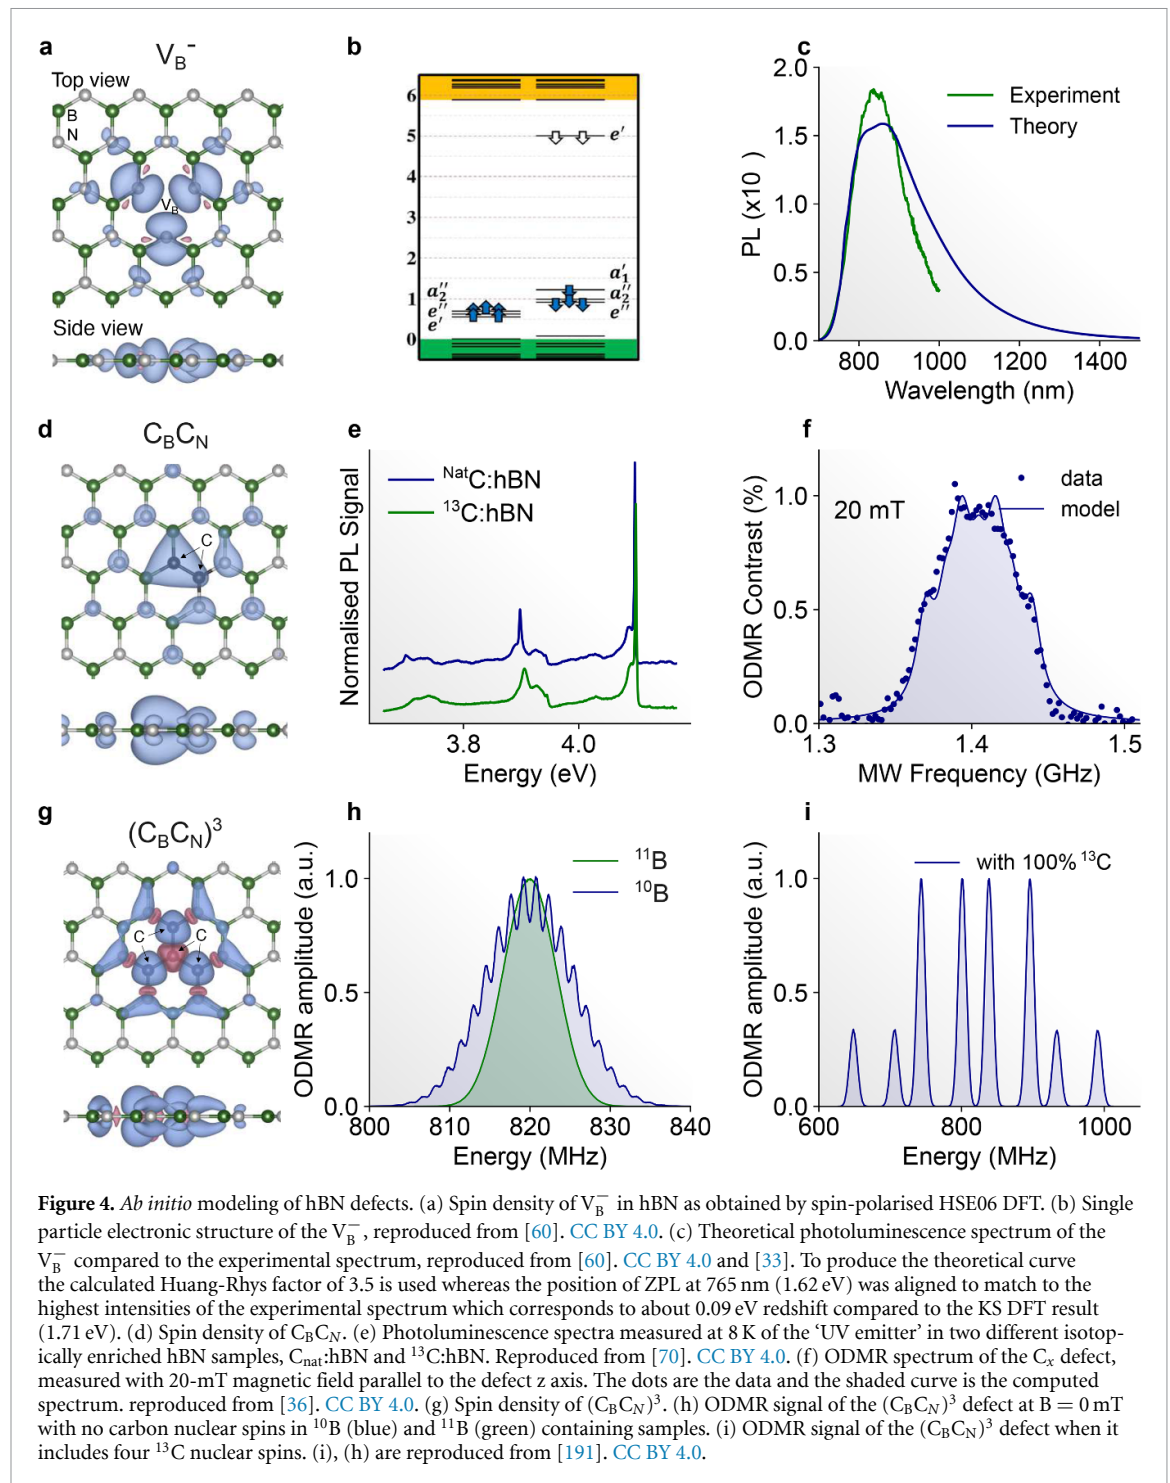 a
V_B^-
Top view
B
N
V_B
Side view
b
6
5
4
3
2
1
0
e′
a″_2
e″
e′
a′_1
a″_2
e″
c
PL (x10 )
2.0
1.5
1.0
0.5
0.0
Experiment
Theory
800 1000 1200 1400
Wavelength (nm)
d
C_BC_N
C
e
Normalised PL Signal
^NatC:hBN
^13C:hBN
3.8 4.0
Energy (eV)
f
ODMR Contrast (%)
1.0
0.5
0.0
20 mT
data
model
1.3 1.4 1.5
MW Frequency (GHz)
g
(C_BC_N)^3
C C
C
h
ODMR amplitude (a.u.)
1.0
0.5
0.0
^11B
^10B
800 810 820 830 840
Energy (MHz)
i
ODMR amplitude (a.u.)
1.0
0.5
0.0
with 100% ^13C
600 800 1000
Energy (MHz)
Figure 4. Ab initio modeling of hBN defects. (a) Spin density of V_B^− in hBN as obtained by spin-polarised HSE06 DFT. (b) Single
particle electronic structure of the V_B^−, reproduced from [60]. CC BY 4.0. (c) Theoretical photoluminescence spectrum of the
V_B^− compared to the experimental spectrum, reproduced from [60]. CC BY 4.0 and [33]. To produce the theoretical curve
the calculated Huang-Rhys factor of 3.5 is used whereas the position of ZPL at 765 nm (1.62 eV) was aligned to match to the
highest intensities of the experimental spectrum which corresponds to about 0.09 eV redshift compared to the KS DFT result
(1.71 eV). (d) Spin density of C_BC_N. (e) Photoluminescence spectra measured at 8 K of the ‘UV emitter’ in two different isotop-
ically enriched hBN samples, C_nat:hBN and ^13C:hBN. Reproduced from [70]. CC BY 4.0. (f) ODMR spectrum of the C_x defect,
measured with 20-mT magnetic field parallel to the defect z axis. The dots are the data and the shaded curve is the computed
spectrum. reproduced from [36]. CC BY 4.0. (g) Spin density of (C_BC_N)^3. (h) ODMR signal of the (C_BC_N)^3 defect at B = 0 mT
with no carbon nuclear spins in ^10B (blue) and ^11B (green) containing samples. (i) ODMR signal of the (C_BC_N)^3 defect when it
includes four ^13C nuclear spins. (i), (h) are reproduced from [191]. CC BY 4.0.